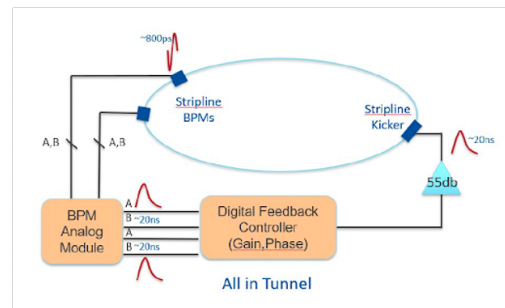 ~800ps
Stripline
BPMs
Stripline
Kicker
~20ns
A,B
A,B
55db
BPM
Analog
Module
A
B ~20ns
A
B ~20ns
Digital Feedback
Controller
(Gain,Phase)
All in Tunnel